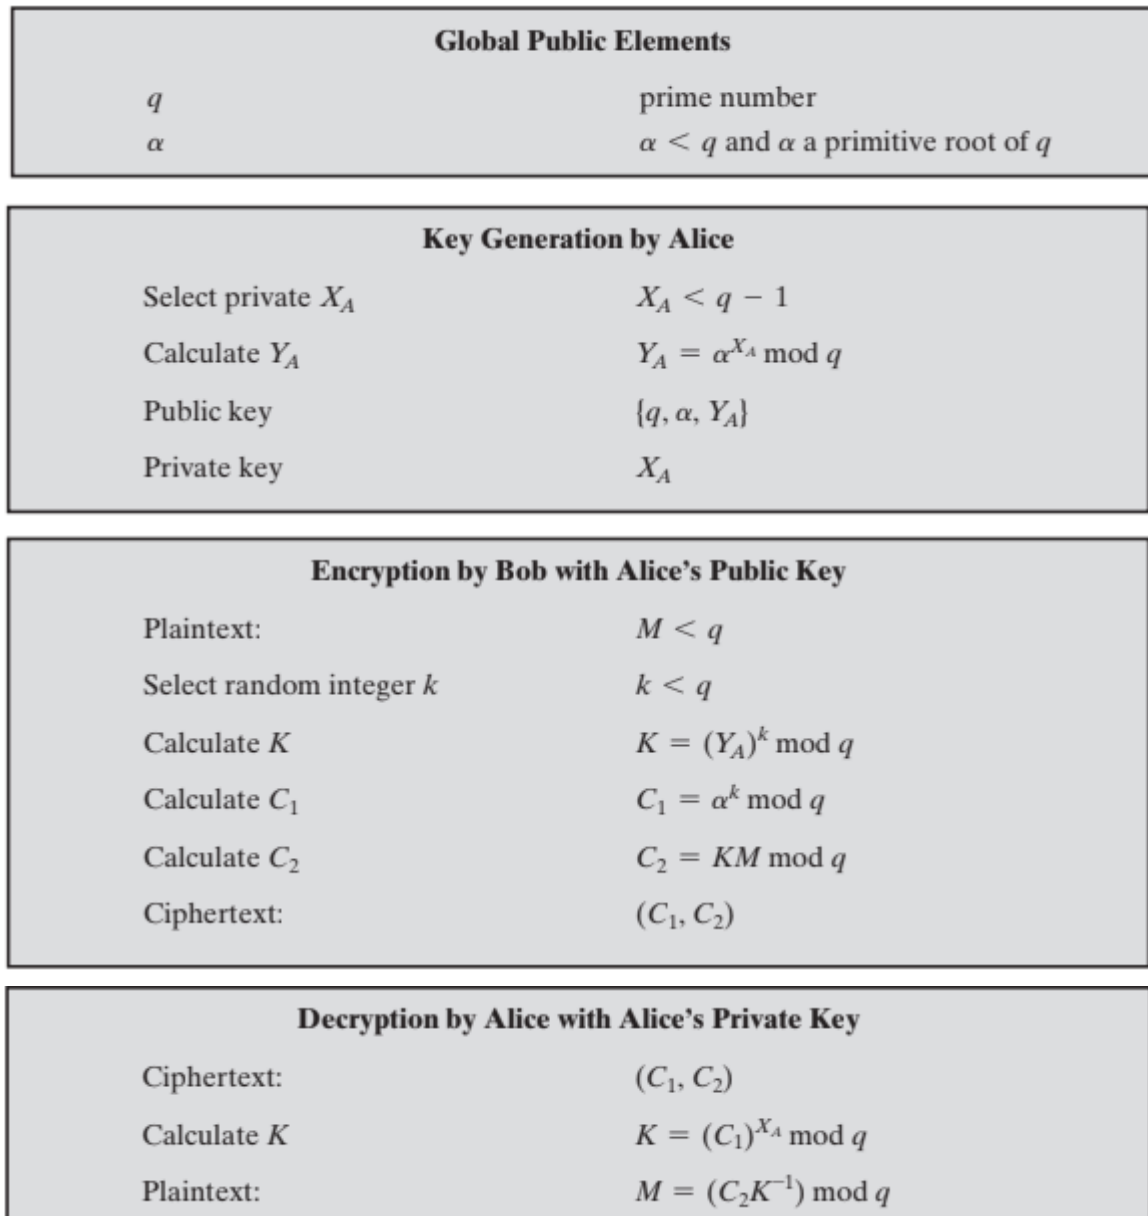 Global Public Elements
q prime number
α α < q and α a primitive root of q
Key Generation by Alice
Select private X_A X_A < q − 1
Calculate Y_A Y_A = α^{X_A} mod q
Public key {q, α, Y_A}
Private key X_A
Encryption by Bob with Alice's Public Key
Plaintext: M < q
Select random integer k k < q
Calculate K K = (Y_A)^k mod q
Calculate C_1 C_1 = α^k mod q
Calculate C_2 C_2 = KM mod q
Ciphertext: (C_1, C_2)
Decryption by Alice with Alice's Private Key
Ciphertext: (C_1, C_2)
Calculate K K = (C_1)^{X_A} mod q
Plaintext: M = (C_2K^{−1}) mod q